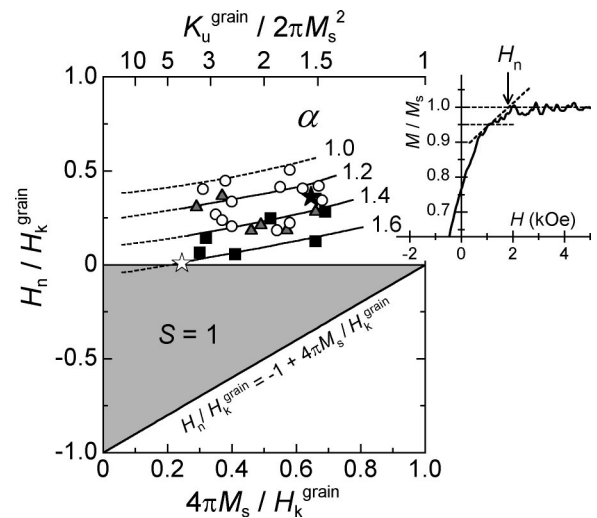 K_u^grain / 2πM_s^2
10 5 3 2 1.5 1
H_n / H_k^grain
1.0
0.5
0
-0.5
-1.0
α
1.0
1.2
1.4
1.6
S = 1
H_n / H_k^grain = -1 + 4πM_s / H_k^grain
0 0.2 0.4 0.6 0.8 1.0
4πM_s / H_k^grain
H_n
M / M_s
1.0
0.9
0.8
0.7
H (kOe)
-2 0 2 4